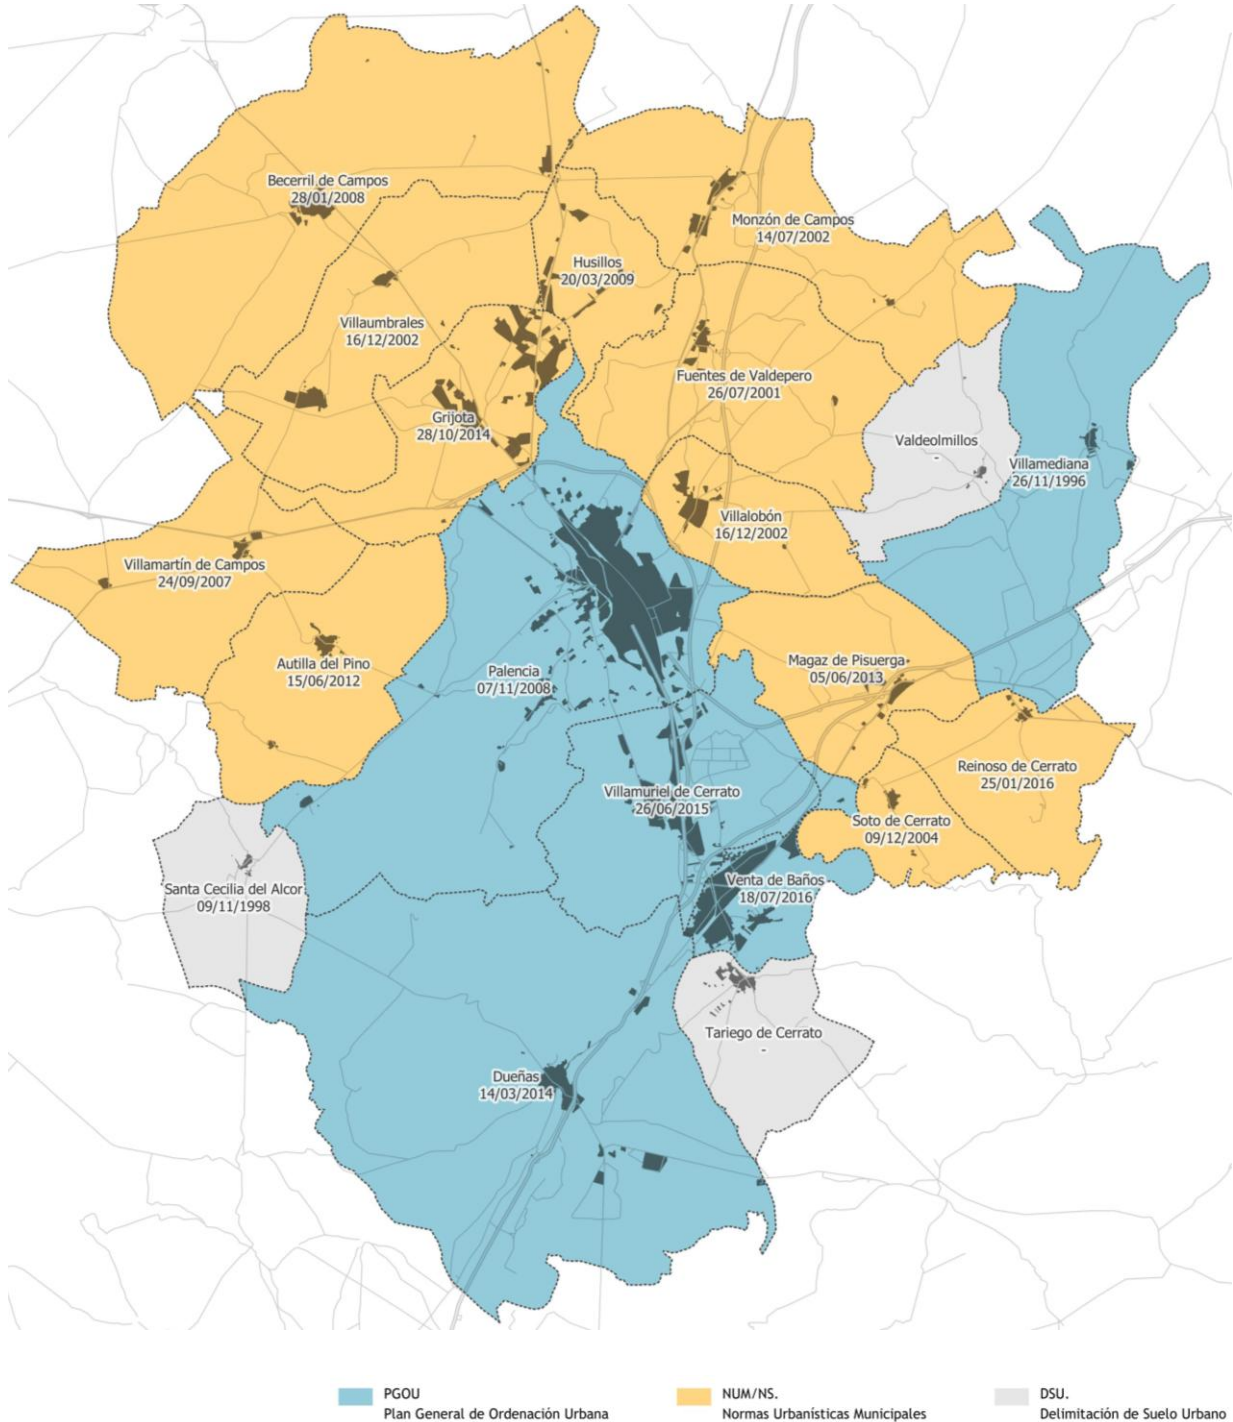 Becerril de Campos
28/01/2008
Monzón de Campos
14/07/2002
Husillos
20/03/2009
Villaumbrales
16/12/2002
Fuentes de Valdepero
26/07/2001
Grijota
28/10/2014
Valdeolmillos
-
Villamediana
26/11/1996
Villalobón
16/12/2002
Villamartín de Campos
24/09/2007
Autilla del Pino
15/06/2012
Palencia
07/11/2008
Magaz de Pisuerga
05/06/2013
Reinoso de Cerrato
25/01/2016
Villamuriel de Cerrato
26/06/2015
Soto de Cerrato
09/12/2004
Santa Cecilia del Alcor
09/11/1998
Venta de Baños
18/07/2016
Tariego de Cerrato
-
Dueñas
14/03/2014
PGOU
Plan General de Ordenación Urbana
NUM/NS.
Normas Urbanísticas Municipales
DSU.
Delimitación de Suelo Urbano